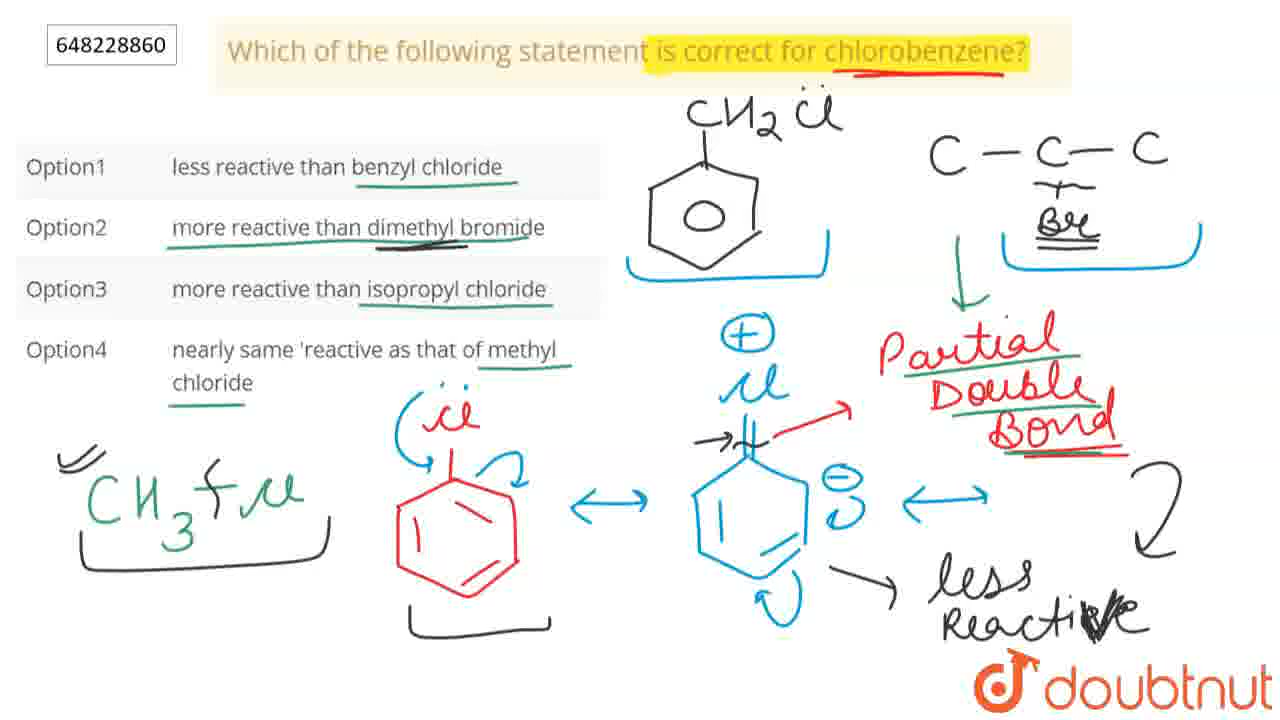 648228860
Which of the following statement is correct for chlorobenzene?
Option1 less reactive than benzyl chloride
Option2 more reactive than dimethyl bromide
Option3 more reactive than isopropyl chloride
Option4 nearly same 'reactive as that of methyl
chloride
CH2 Cl
C — C — C
Br
+
Cl
Partial
Double
Bond
Cl
CH3 Cl
less
Reactive
doubtnut